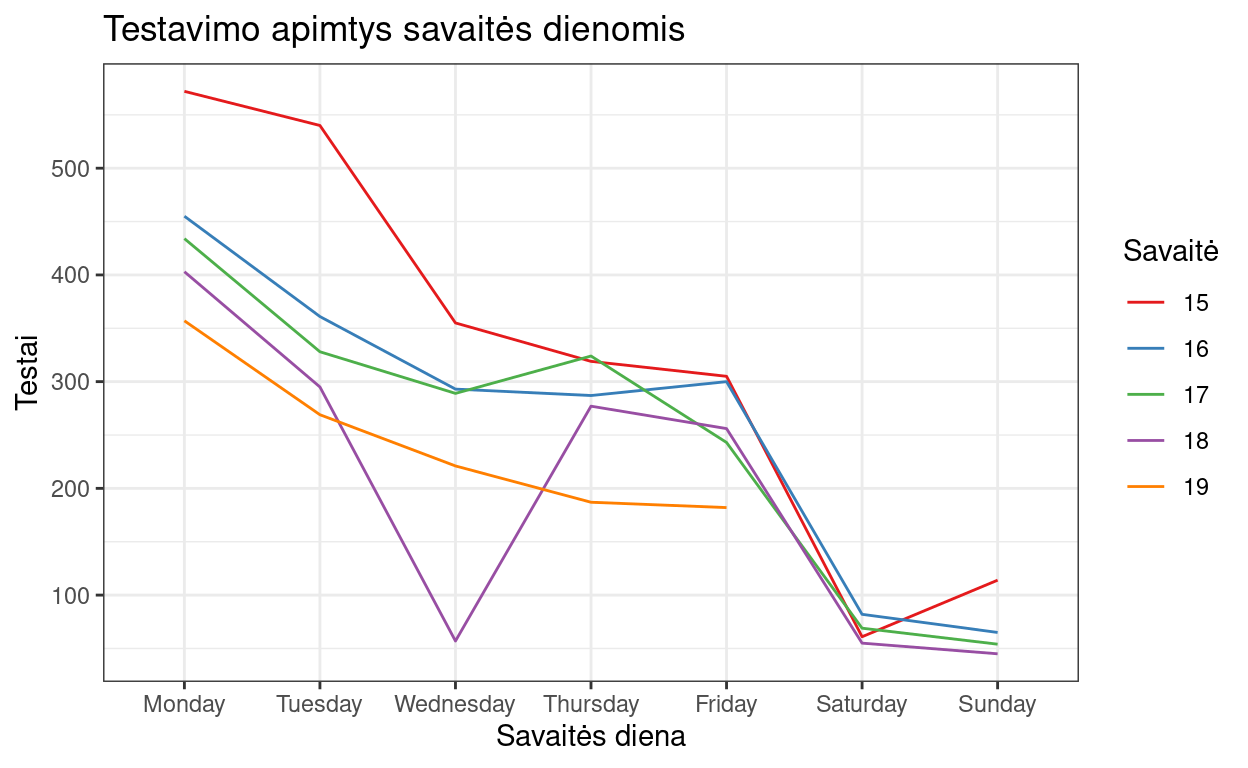 Testavimo apimtys savaitės dienomis
Testai
500
400
300
200
100
Monday Tuesday Wednesday Thursday Friday Saturday Sunday
Savaitės diena
Savaitė
15
16
17
18
19